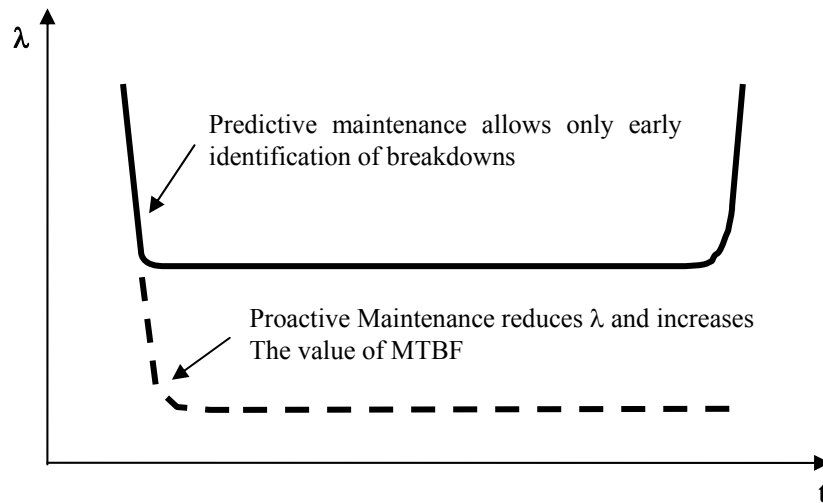 λ
Predictive maintenance allows only early
identification of breakdowns
Proactive Maintenance reduces λ and increases
The value of MTBF
t